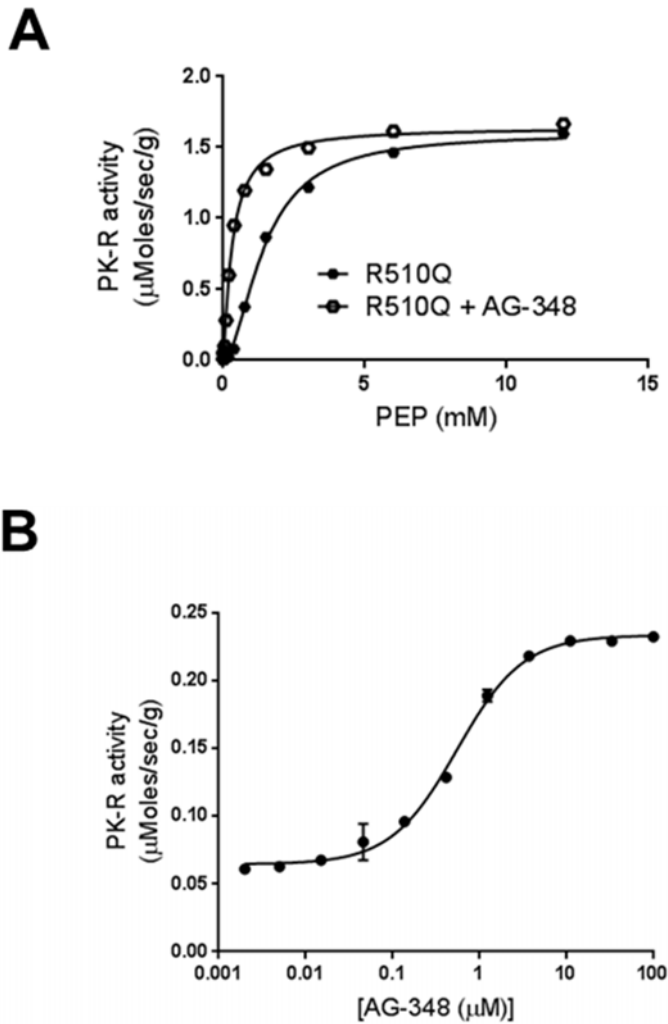 A
PK-R activity
(μMoles/sec/g)
2.0
1.5
1.0
0.5
0.0
R510Q
R510Q + AG-348
0 5 10 15
PEP (mM)
B
PK-R activity
(μMoles/sec/g)
0.25
0.20
0.15
0.10
0.05
0.00
0.001 0.01 0.1 1 10 100
[AG-348 (μM)]